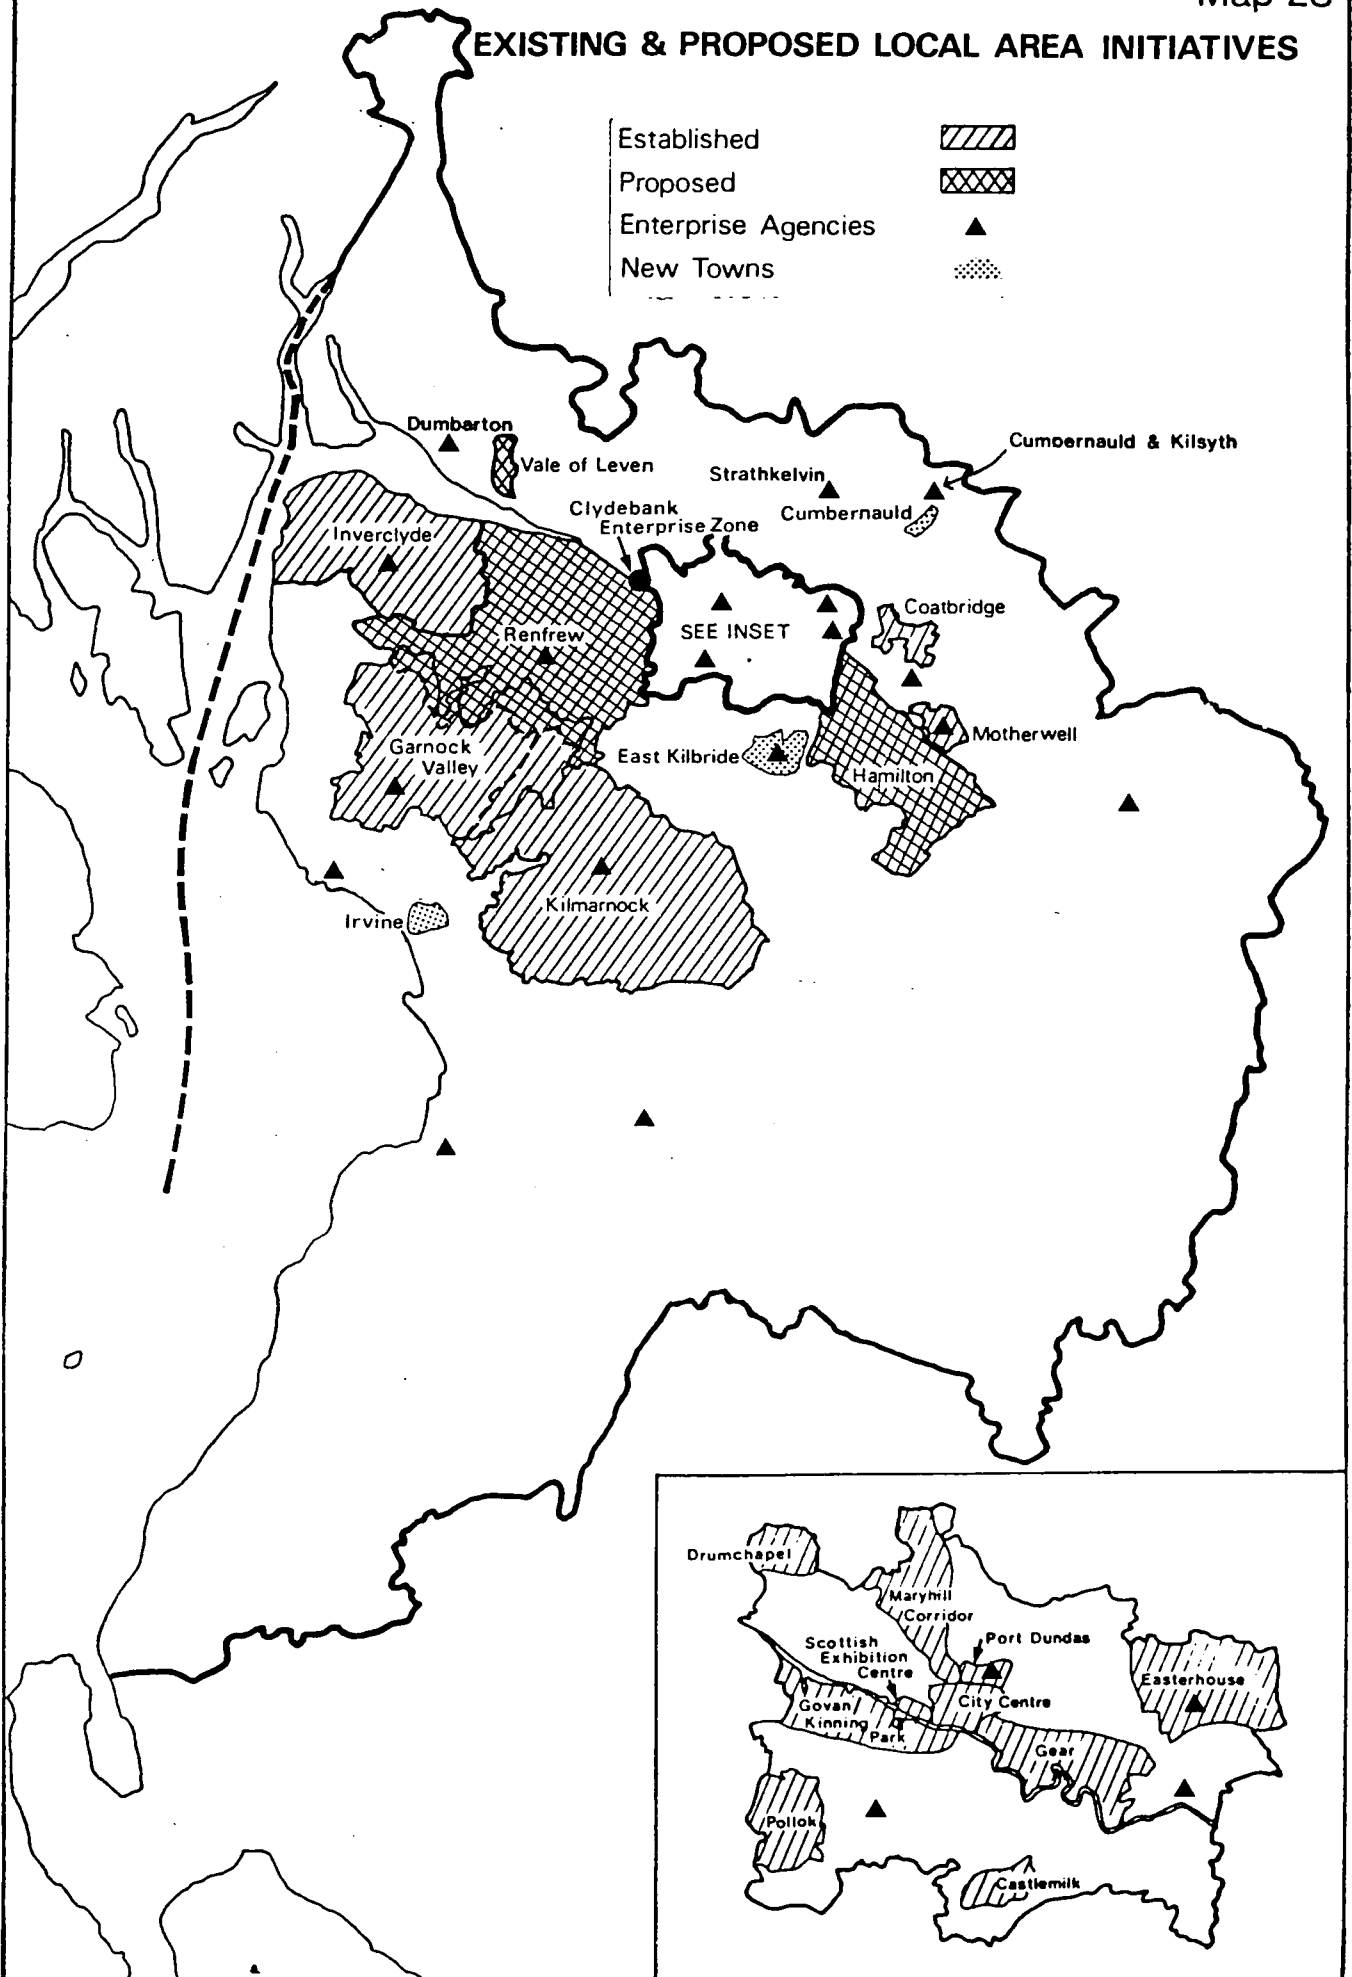 EXISTING & PROPOSED LOCAL AREA INITIATIVES
Established
Proposed
Enterprise Agencies
New Towns
Dumbarton
Vale of Leven
Cumbernauld & Kilsyth
Strathkelvin
Cumbernauld
Clydebank
Enterprise Zone
Inverclyde
Coatbridge
SEE INSET
Renfrew
Motherwell
East Kilbride
Garnock
Valley
Hamilton
Kilmarnock
Irvine
Drumchapel
Maryhill
Corridor
Port Dundas
Scottish
Exhibition
Centre
Easterhouse
City Centre
Govan/
Kinning
Park
Gear
Pollok
Castlemilk